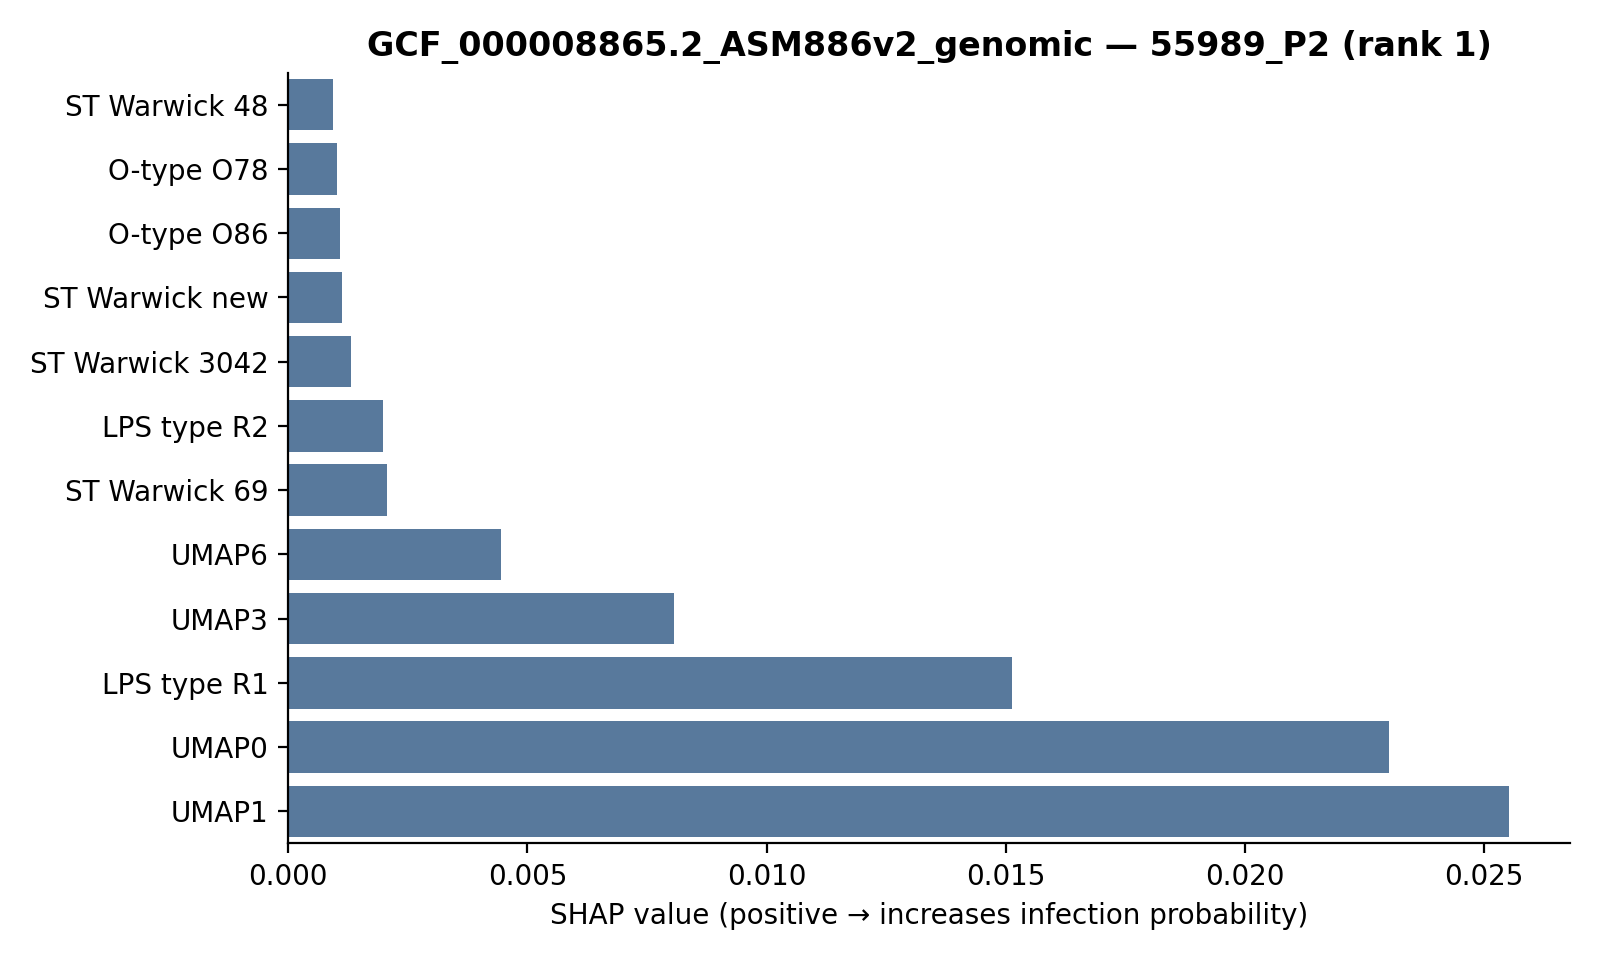 GCF_000008865.2_ASM886v2_genomic — 55989_P2 (rank 1)
ST Warwick 48
O-type O78
O-type O86
ST Warwick new
ST Warwick 3042
LPS type R2
ST Warwick 69
UMAP6
UMAP3
LPS type R1
UMAP0
UMAP1
0.000 0.005 0.010 0.015 0.020 0.025
SHAP value (positive → increases infection probability)